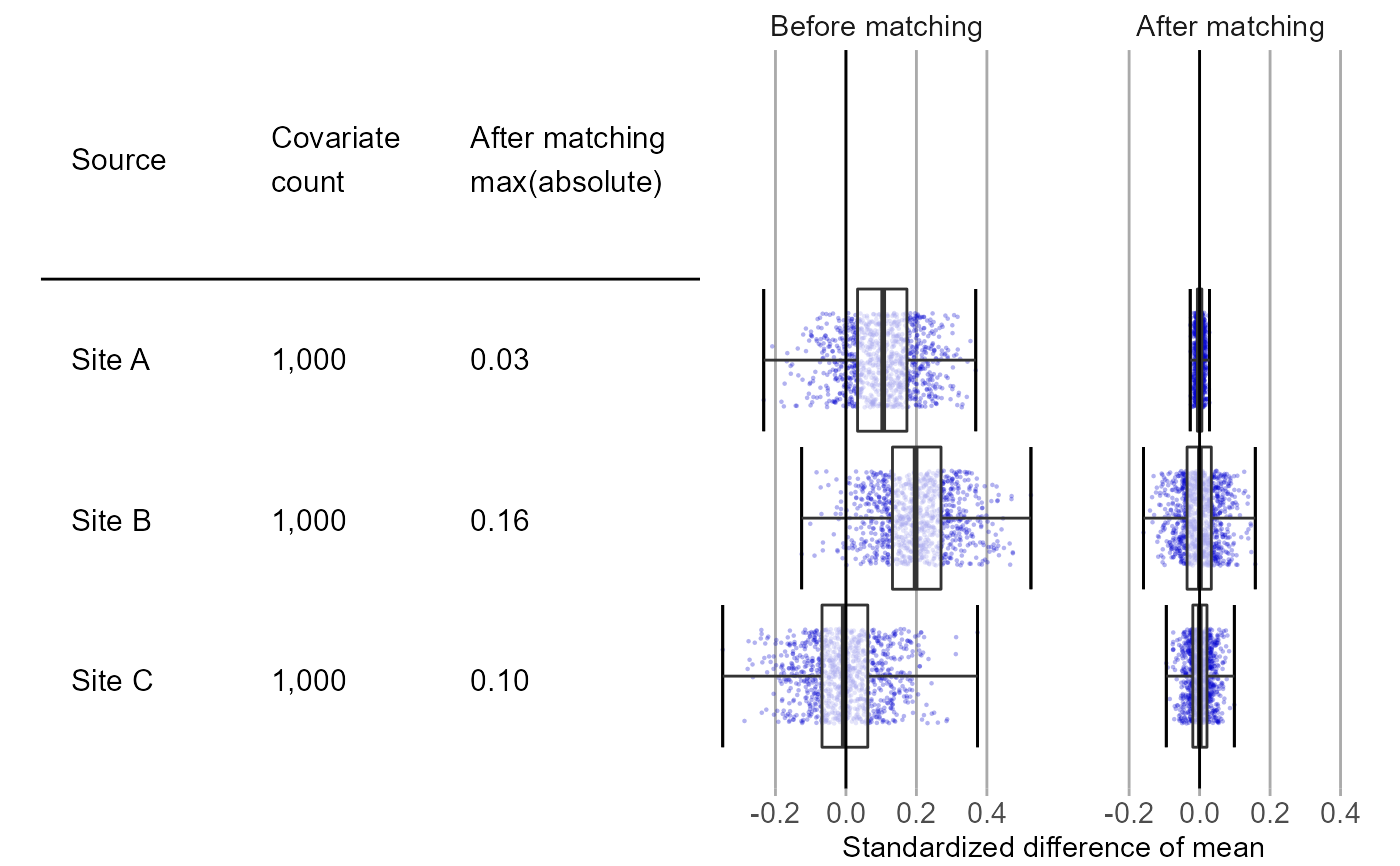 Before matching
After matching
Source
Covariate
count
After matching
max(absolute)
Site A
1,000
0.03
Site B
1,000
0.16
Site C
1,000
0.10
-0.2 0.0 0.2 0.4
-0.2 0.0 0.2 0.4
Standardized difference of mean